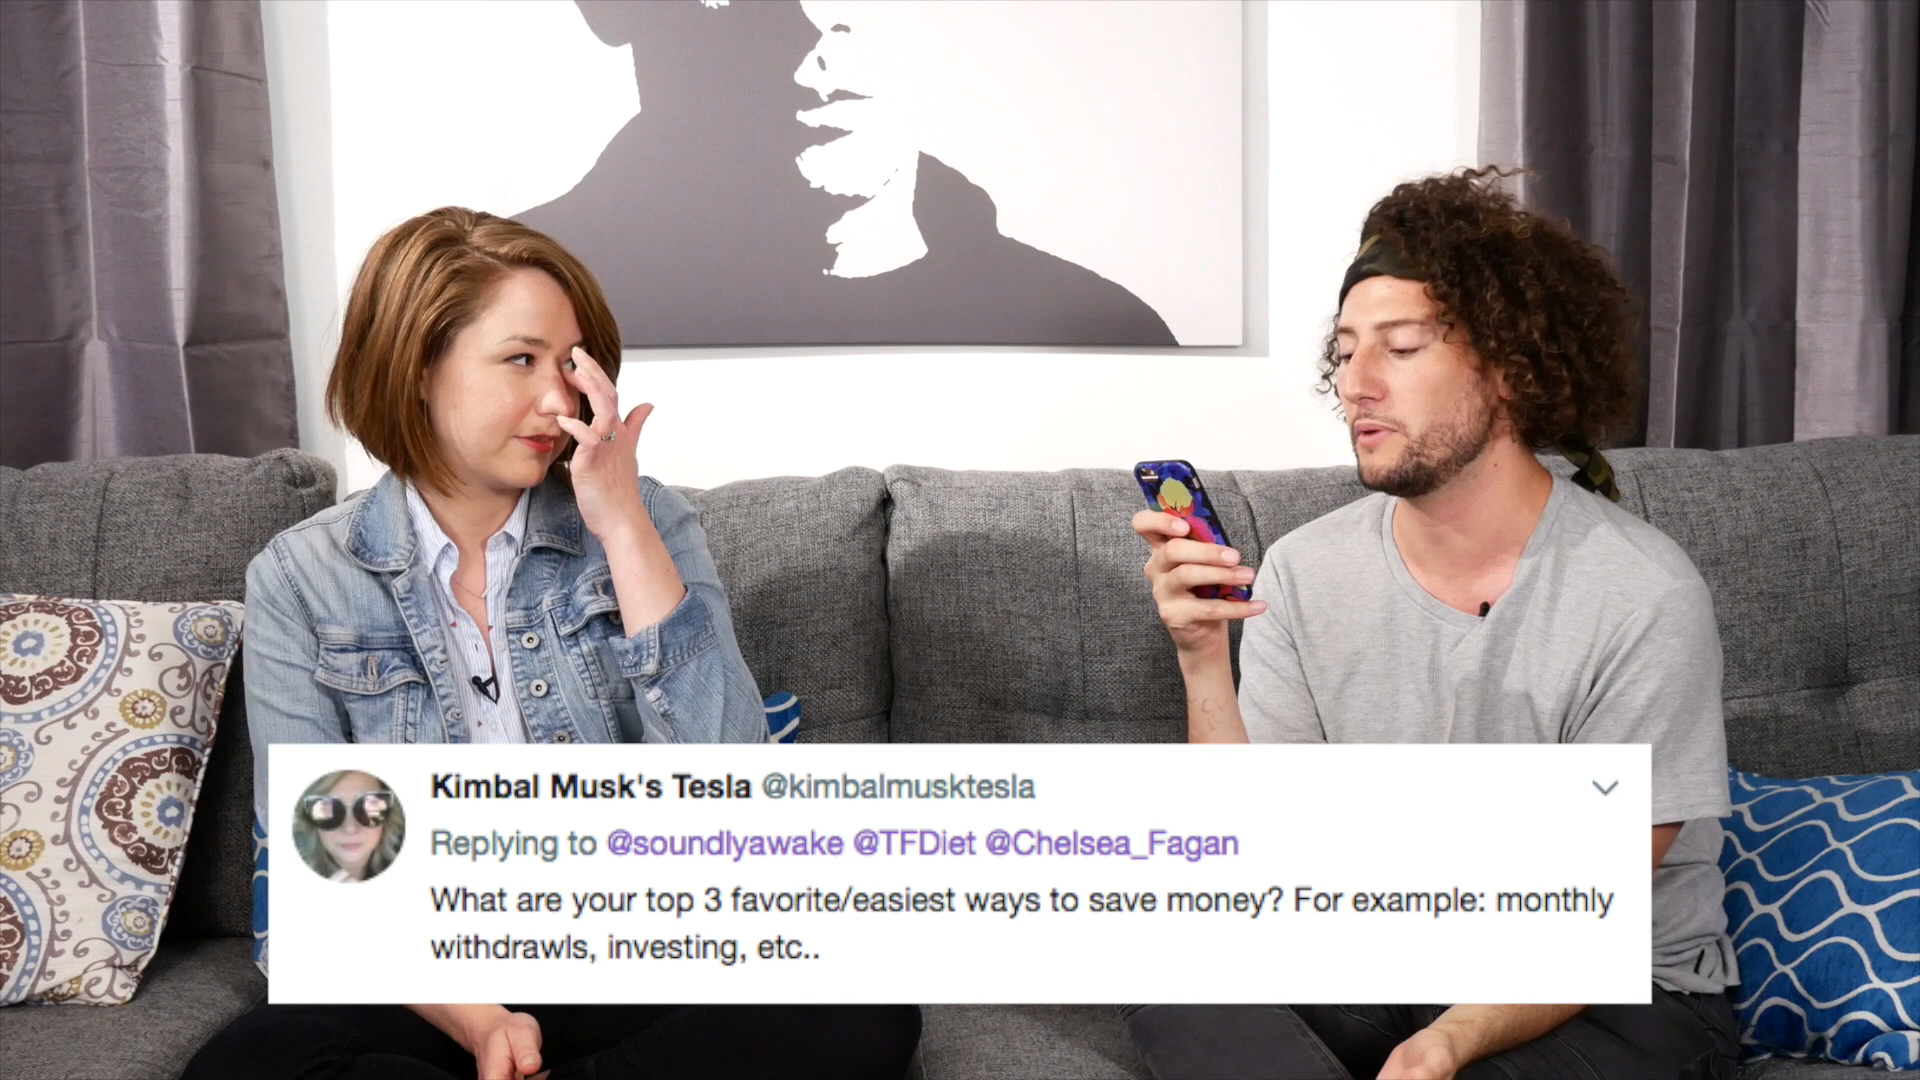 Kimbal Musk's Tesla @kimbalmusktesla
Replying to @soundlyawake @TFDiet @Chelsea_Fagan
What are your top 3 favorite/easiest ways to save money? For example: monthly
withdrawls, investing, etc..